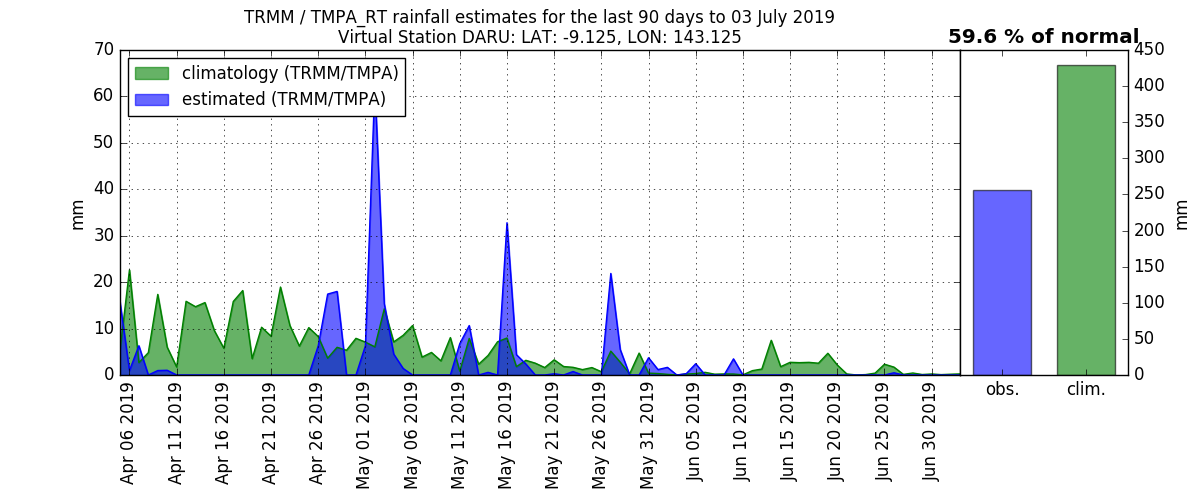 TRMM / TMPA_RT rainfall estimates for the last 90 days to 03 July 2019
Virtual Station DARU: LAT: -9.125, LON: 143.125
59.6 % of normal
climatology (TRMM/TMPA)
estimated (TRMM/TMPA)
70
60
50
40
30
20
10
0
mm
Apr 06 2019
Apr 11 2019
Apr 16 2019
Apr 21 2019
Apr 26 2019
May 01 2019
May 06 2019
May 11 2019
May 16 2019
May 21 2019
May 26 2019
May 31 2019
Jun 05 2019
Jun 10 2019
Jun 15 2019
Jun 20 2019
Jun 25 2019
Jun 30 2019
obs.
clim.
450
400
350
300
250
200
150
100
50
0
mm